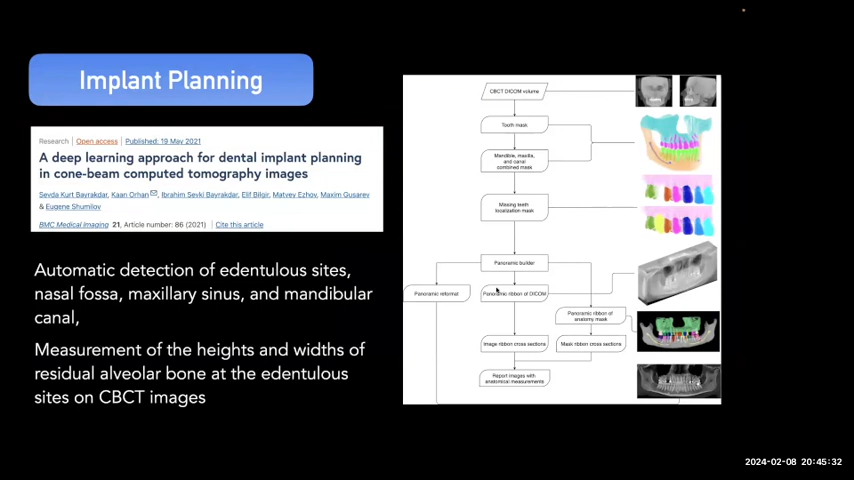 Implant Planning
Research | Open access | Published: 19 May 2021
A deep learning approach for dental implant planning
in cone-beam computed tomography images
Sevda Kurt Bayrakdar, Kaan Orhan, Ibrahim Sevki Bayrakdar, Elif Bilgir, Matvey Ezhov, Maxim Gusarev
& Eugene Shumilov
BMC Medical Imaging 21, Article number: 86 (2021) | Cite this article
Automatic detection of edentulous sites,
nasal fossa, maxillary sinus, and mandibular
canal,
Measurement of the heights and widths of
residual alveolar bone at the edentulous
sites on CBCT images
CBCT DICOM volume
Tooth mask
Mandible, maxilla,
and canal
combined mask
Missing teeth
localization mask
Panoramic builder
Panoramic reformat
Panoramic ribbon of DICOM
Panoramic ribbon of
anatomy mask
Image ribbon cross sections
Mask ribbon cross sections
Report images with
anatomical measurements
2024-02-08 20:45:32